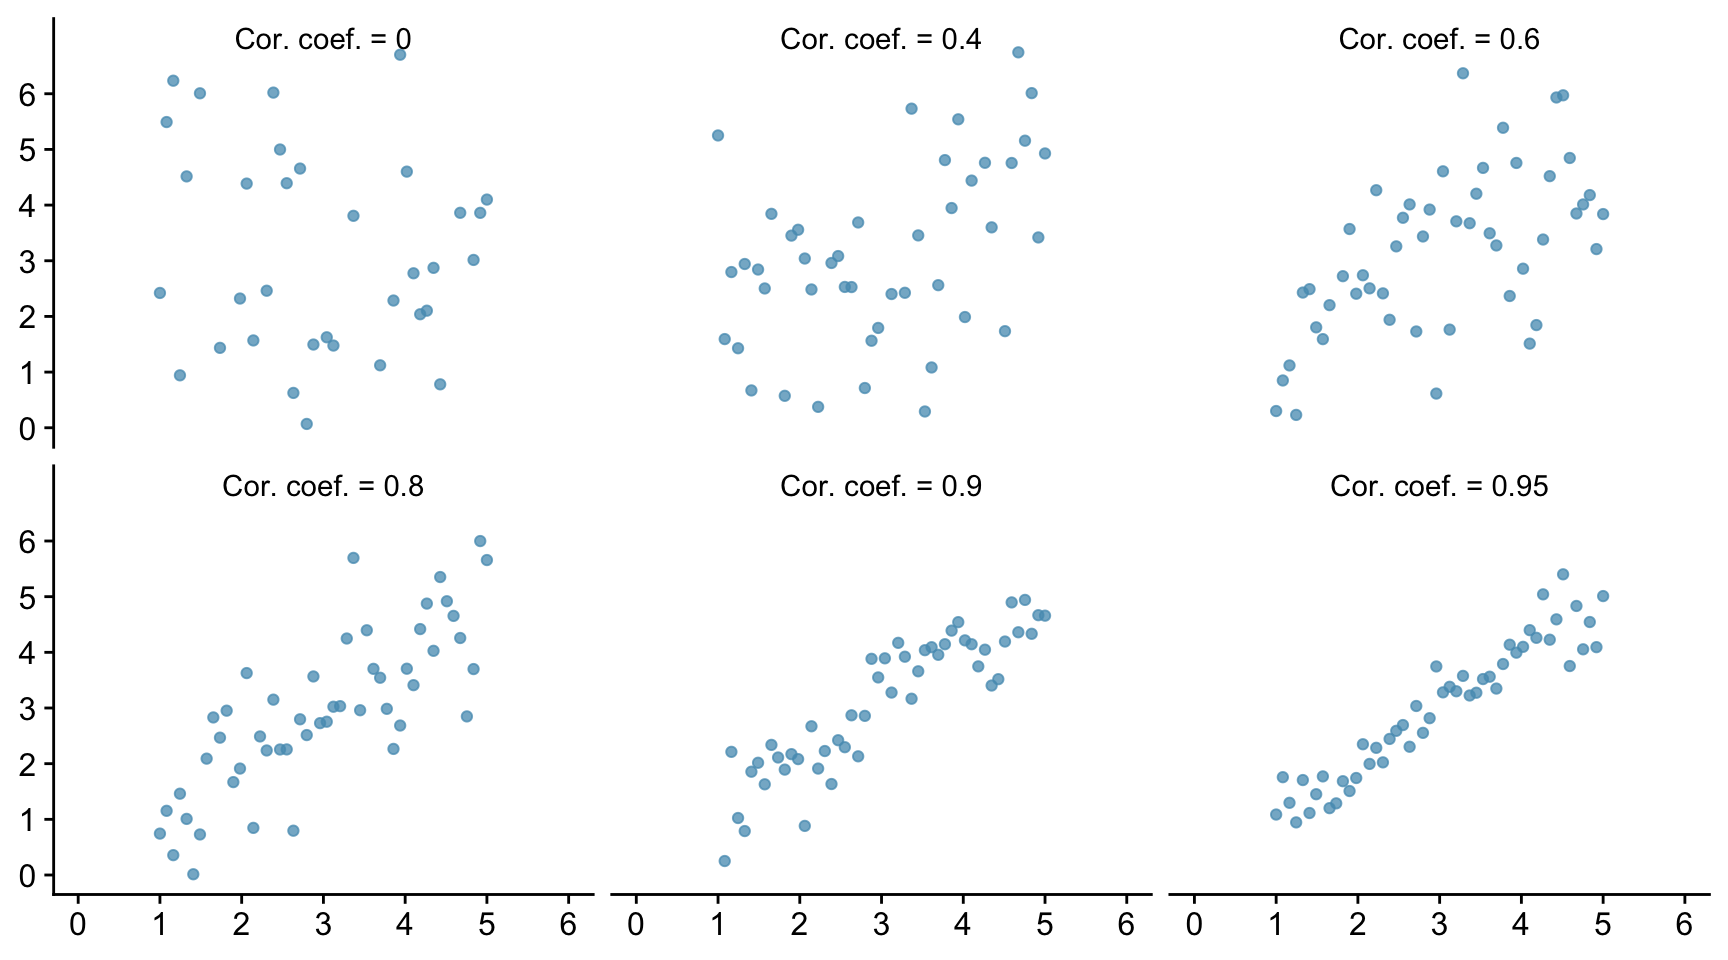 Cor. coef. = 0
Cor. coef. = 0.4
Cor. coef. = 0.6
6
5
4
3
2
1
0
Cor. coef. = 0.8
Cor. coef. = 0.9
Cor. coef. = 0.95
6
5
4
3
2
1
0
0 1 2 3 4 5 6
0 1 2 3 4 5 6
0 1 2 3 4 5 6